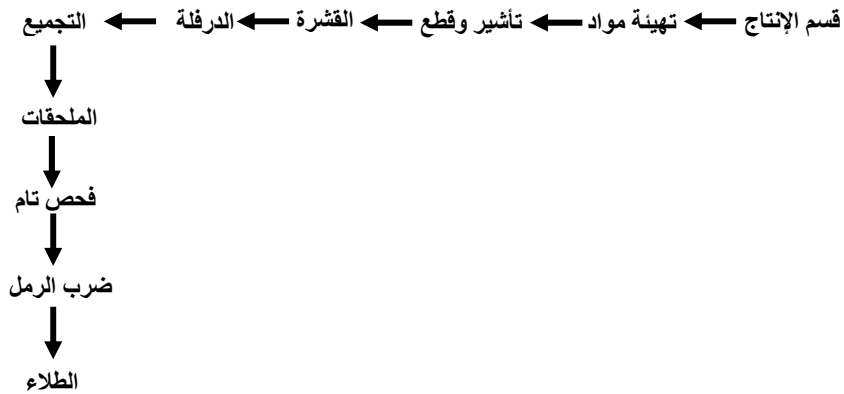 قسم الإنتاج تهيئة مواد تأشير وقطع القشرة الدرفلة التجميع
الملحقات
فحص تام
ضرب الرمل
الطلاء